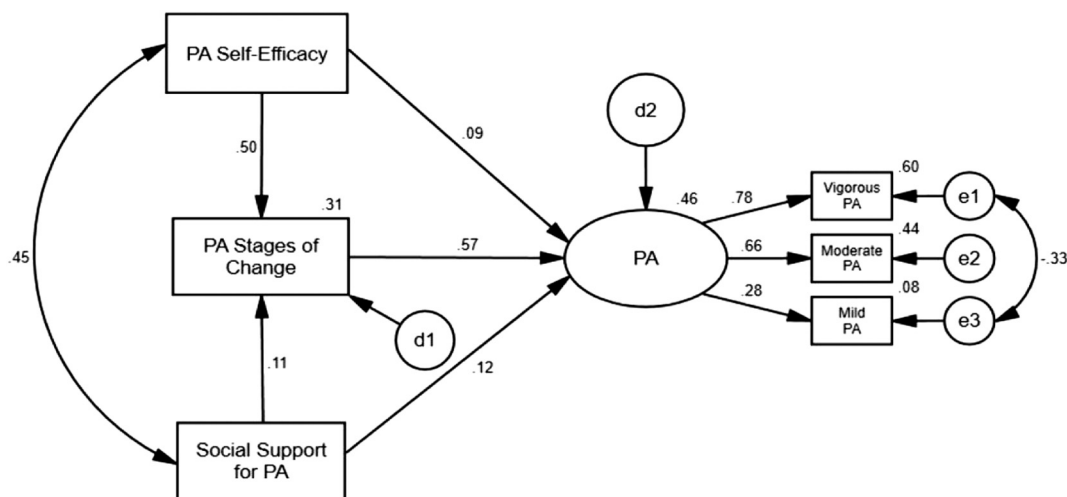 PA Self-Efficacy
d2
.09
.50
.60
.31
.46
.78
Vigorous
PA
e1
PA Stages of
Change
.57
PA
.66
.44
Moderate
PA
e2
.45
-.33
.28
.08
Mild
PA
e3
d1
.11
.12
Social Support
for PA